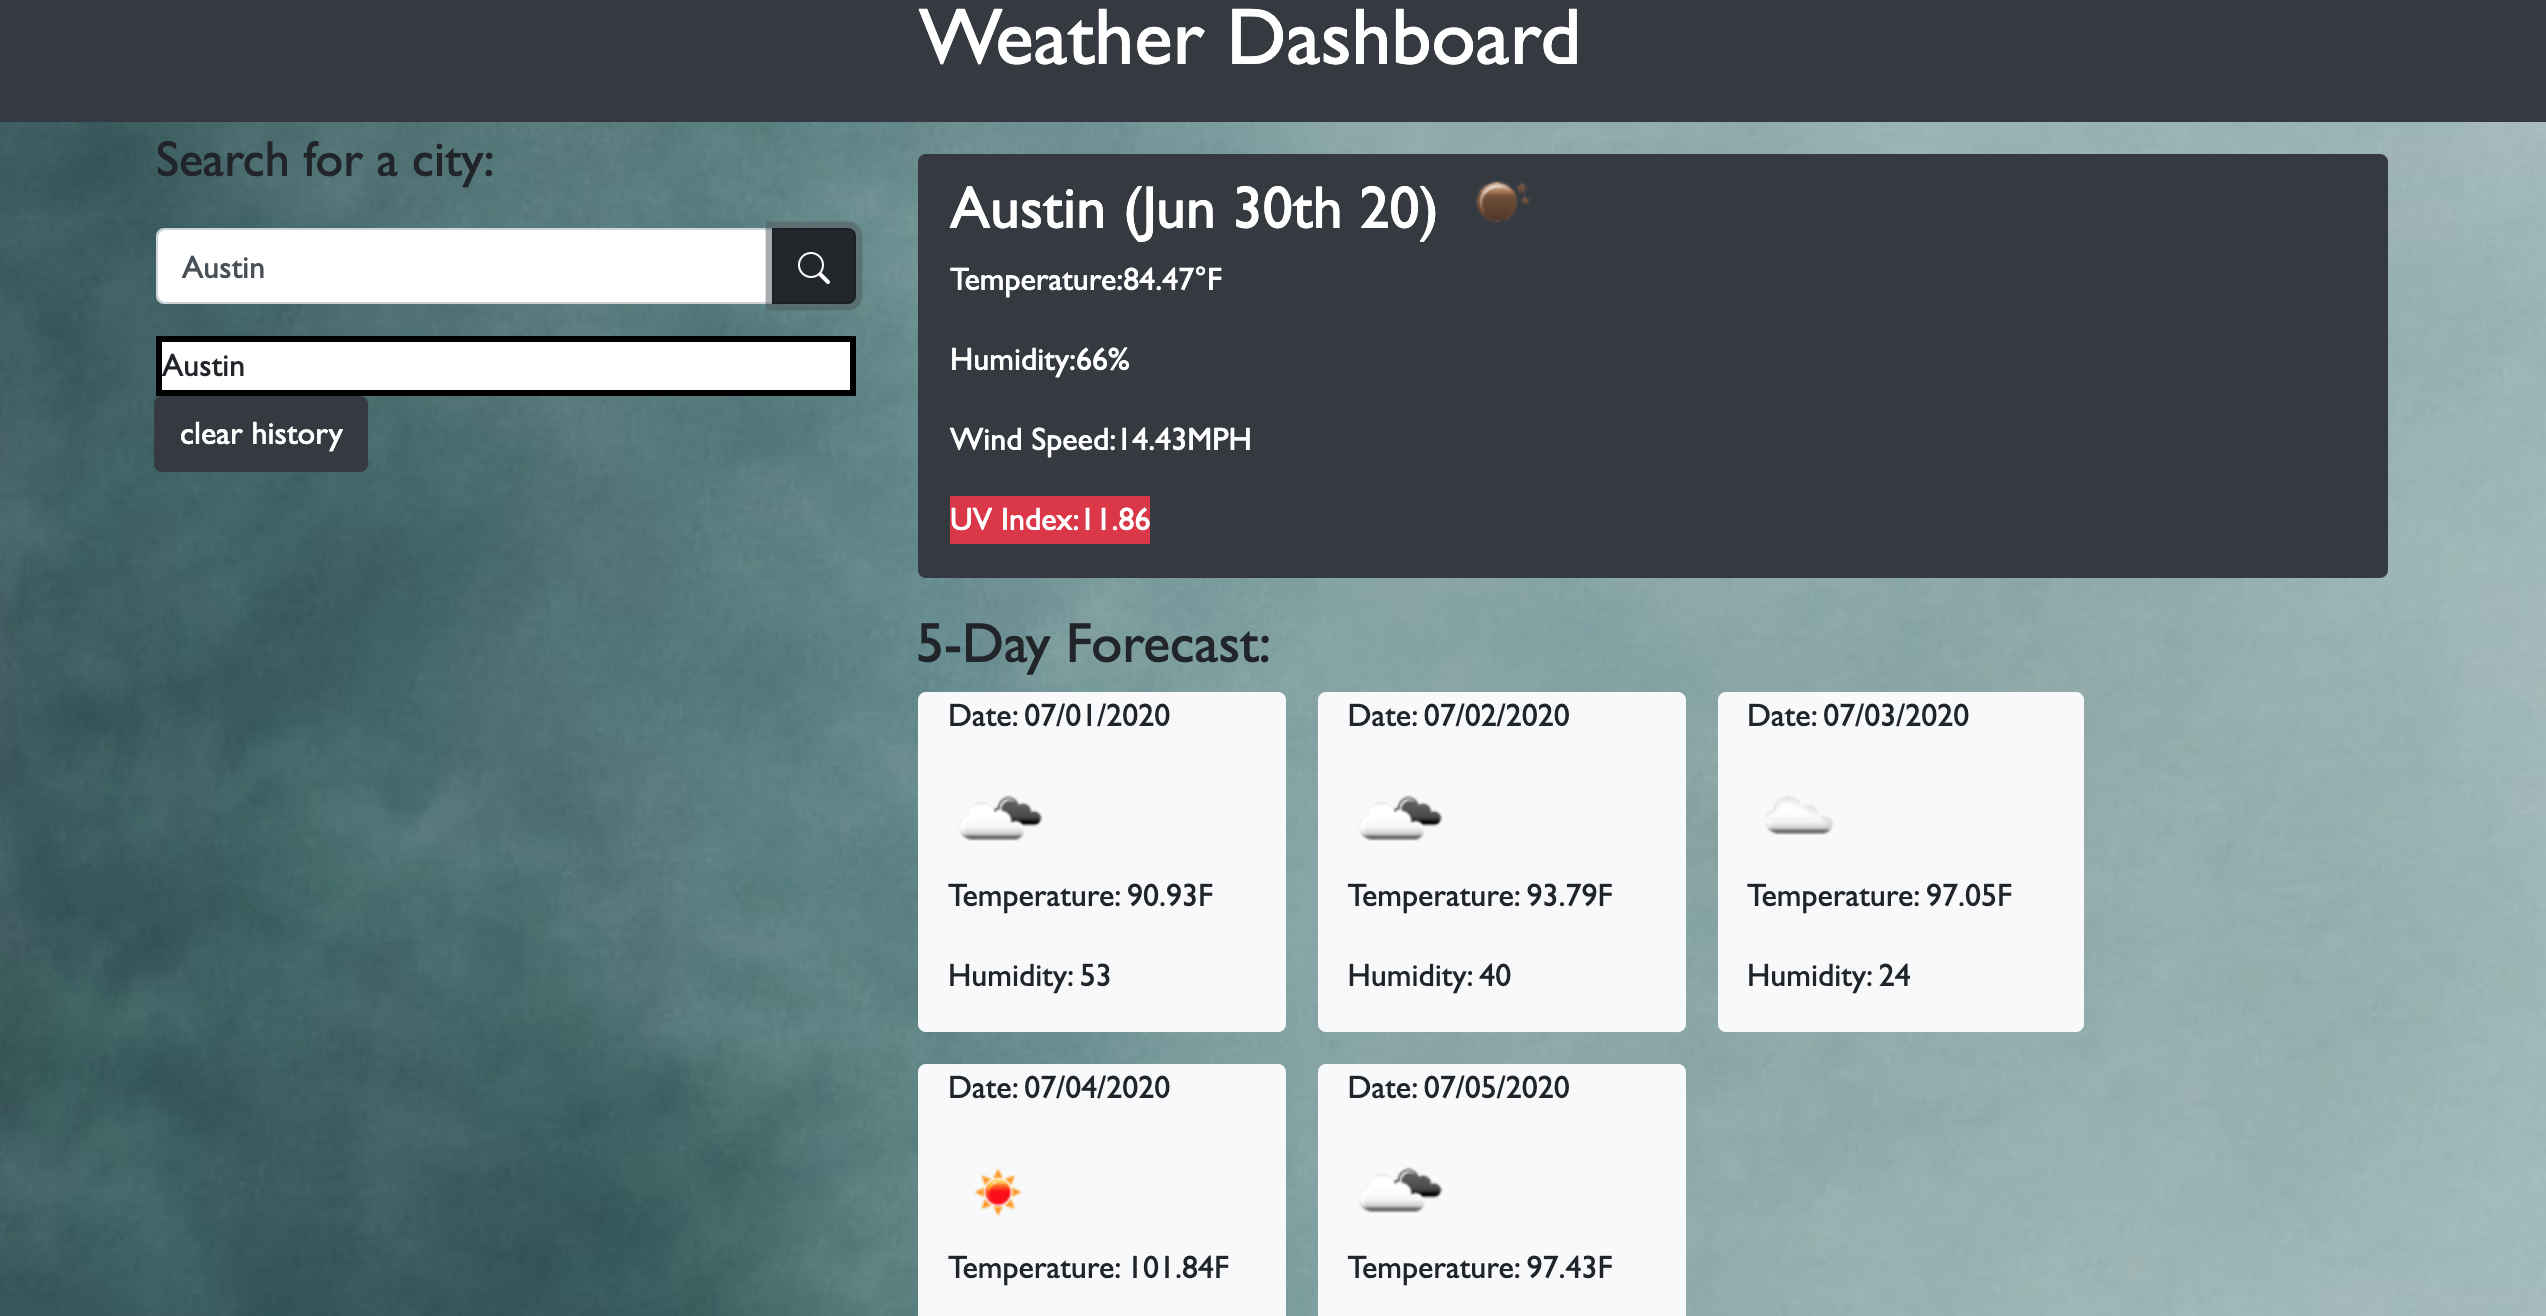 Weather Dashboard
Search for a city:
Austin
Austin
clear history
Austin (Jun 30th 20)
Temperature:84.47°F
Humidity:66%
Wind Speed:14.43MPH
UV Index:11.86
5-Day Forecast:
Date: 07/01/2020
Temperature: 90.93F
Humidity: 53
Date: 07/02/2020
Temperature: 93.79F
Humidity: 40
Date: 07/03/2020
Temperature: 97.05F
Humidity: 24
Date: 07/04/2020
Temperature: 101.84F
Date: 07/05/2020
Temperature: 97.43F